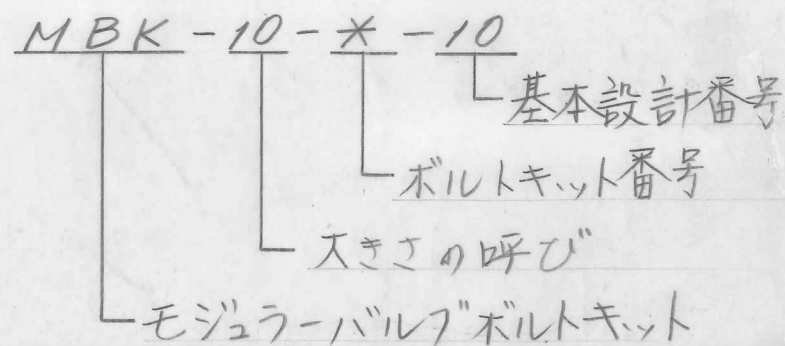 MBK-10-*-10
基本設計番号
ボルトキット番号
大きさの呼び
モジュラーバルブボルトキット